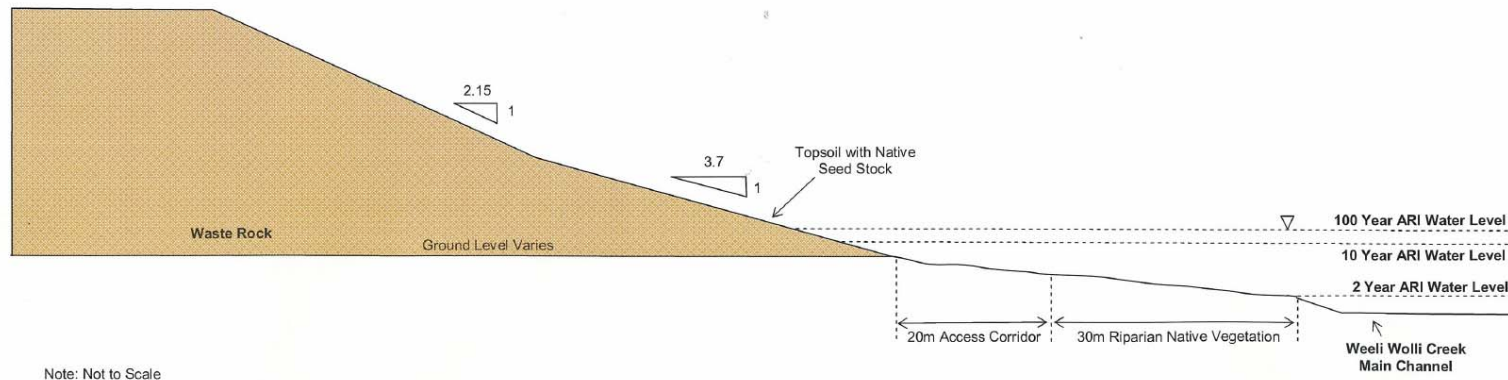 2.15
1
3.7
1
Topsoil with Native
Seed Stock
100 Year ARI Water Level
Waste Rock
Ground Level Varies
10 Year ARI Water Level
2 Year ARI Water Level
20m Access Corridor
30m Riparian Native Vegetation
Weeli Wolli Creek
Main Channel
Note: Not to Scale